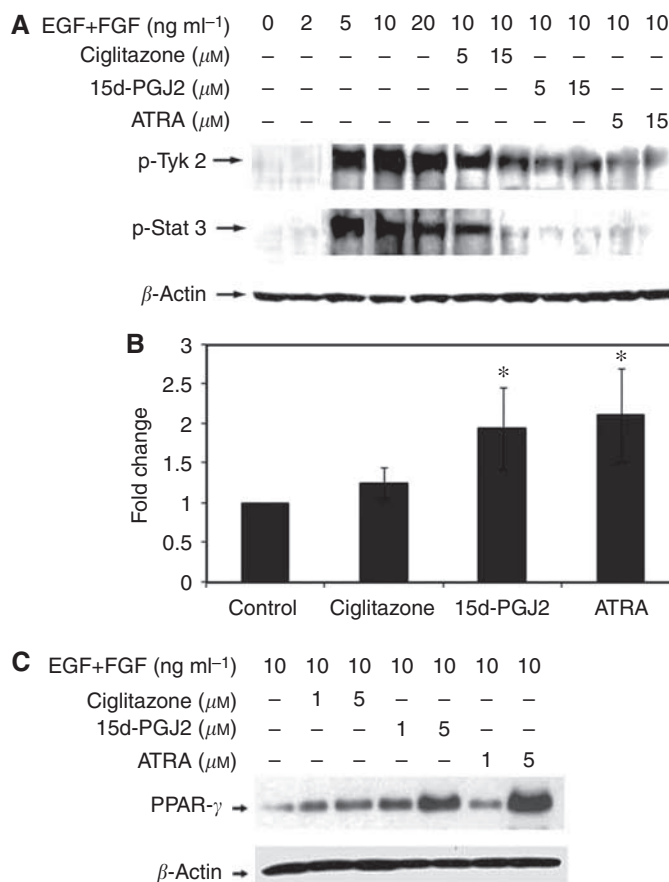 A EGF+FGF (ng ml⁻¹) 0 2 5 10 20 10 10 10 10 10 10
Ciglitazone (μM) – – – – – 5 15 – – – –
15d-PGJ2 (μM) – – – – – – – 5 15 – –
ATRA (μM) – – – – – – – – – 5 15
p-Tyk 2
p-Stat 3
β-Actin
B
3
2.5
2
1.5
1
0.5
0
Fold change
* *
Control Ciglitazone 15d-PGJ2 ATRA
C EGF+FGF (ng ml⁻¹) 10 10 10 10 10 10 10
Ciglitazone (μM) – 1 5 – – – –
15d-PGJ2 (μM) – – – 1 5 – –
ATRA (μM) – – – – – 1 5
PPAR-γ
β-Actin